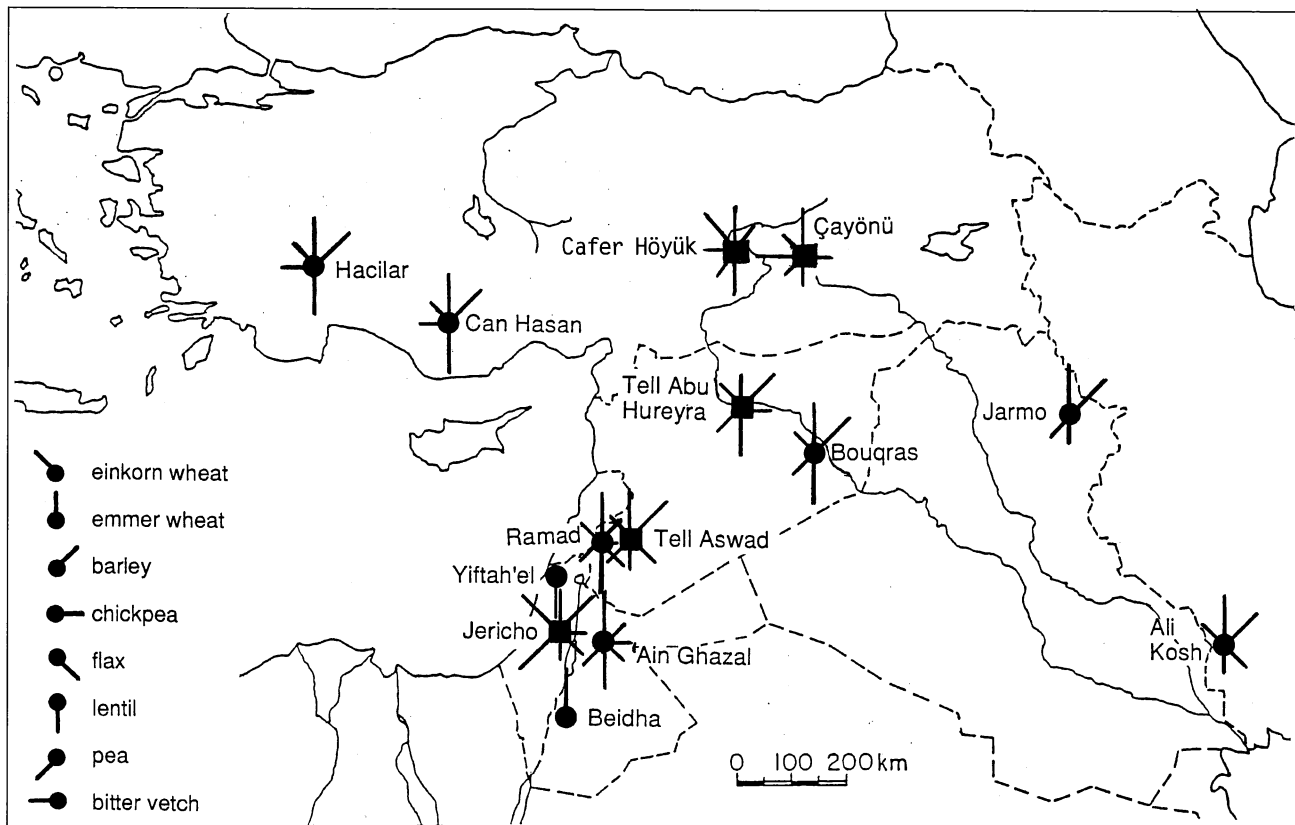 Hacilar
Can Hasan
Cafer Höyük
Çayönü
Tell Abu
Hureyra
Bouqras
Jarmo
Ramad
Tell Aswad
Yiftah'el
Jericho
'Ain Ghazal
Beidha
Ali
Kosh
einkorn wheat
emmer wheat
barley
chickpea
flax
lentil
pea
bitter vetch
0 100 200 km